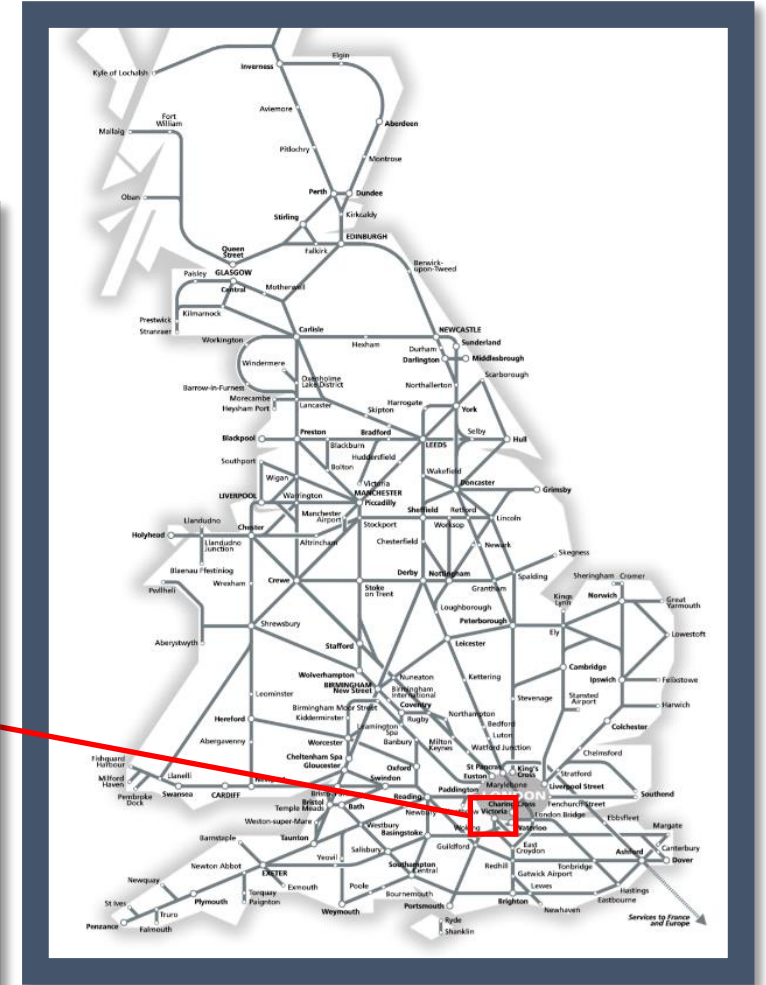 Elgin
Inverness
Kyle of Lochalsh
Aviemore
Fort
William
Mallaig
Aberdeen
Pitlochry
Montrose
Perth
Dundee
Oban
Stirling
Kirkcaldy
EDINBURGH
Queen
Street
Falkirk
Berwick-
upon-Tweed
Paisley
GLASGOW
Central
Motherwell
Kilmarnock
Prestwick
Stranraer
Carlisle
NEWCASTLE
Workington
Hexham
Sunderland
Durham
Darlington
Middlesbrough
Windermere
Scarborough
Oxenholme
Lake District
Northallerton
Barrow-in-Furness
Morecambe
Heysham Port
Lancaster
Harrogate
York
Skipton
Blackpool
Preston
Bradford
Selby
Hull
Blackburn
LEEDS
Huddersfield
Southport
Bolton
Wakefield
Wigan
Victoria
Doncaster
MANCHESTER
Piccadilly
Grimsby
LIVERPOOL
Warrington
Manchester
Airport
Sheffield
Retford
Lincoln
Llandudno
Chester
Stockport
Worksop
Holyhead
Llandudno
Junction
Altrincham
Chesterfield
Newark
Skegness
Blaenau Ffestiniog
Wrexham
Crewe
Stoke
on Trent
Derby
Nottingham
Grantham
Spalding
Sheringham
Cromer
Pwllheli
Kings
Lynn
Norwich
Great
Yarmouth
Loughborough
Peterborough
Ely
Shrewsbury
Aberystwyth
Stafford
Leicester
Lowestoft
Wolverhampton
BIRMINGHAM
New Street
Nuneaton
Birmingham
International
Kettering
Cambridge
Ipswich
Felixstowe
Leominster
Stevenage
Stansted
Airport
Harwich
Birmingham Moor Street
Kidderminster
Coventry
Rugby
Northampton
Hereford
Leamington
Spa
Bedford
Colchester
Abergavenny
Worcester
Banbury
Milton
Keynes
Luton
Watford Junction
Chelmsford
Cheltenham Spa
Gloucester
Oxford
St Pancras
Euston
King's
Cross
Stratford
Fishguard
Harbour
Milford
Haven
Llanelli
Swindon
Paddington
Marylebone
Liverpool Street
Pembroke
Dock
Swansea
CARDIFF
Bristol
Temple Meads
Bath
Reading
Newbury
Charing Cross
Fenchurch Street
Southend
Victoria
London Bridge
Ebbsfleet
Weston-super-Mare
Westbury
Basingstoke
Woking
Waterloo
Margate
Barnstaple
Taunton
Salisbury
Guildford
East
Croydon
Canterbury
Ashford
Dover
Yeovil
Southampton
Central
Redhill
Tonbridge
Newton Abbot
EXETER
Gatwick Airport
Newquay
Exmouth
Poole
Bournemouth
Lewes
Hastings
Eastbourne
St Ives
Plymouth
Torquay
Paignton
Weymouth
Portsmouth
Brighton
Newhaven
Truro
Penzance
Falmouth
Ryde
Shanklin
Services to France
and Europe